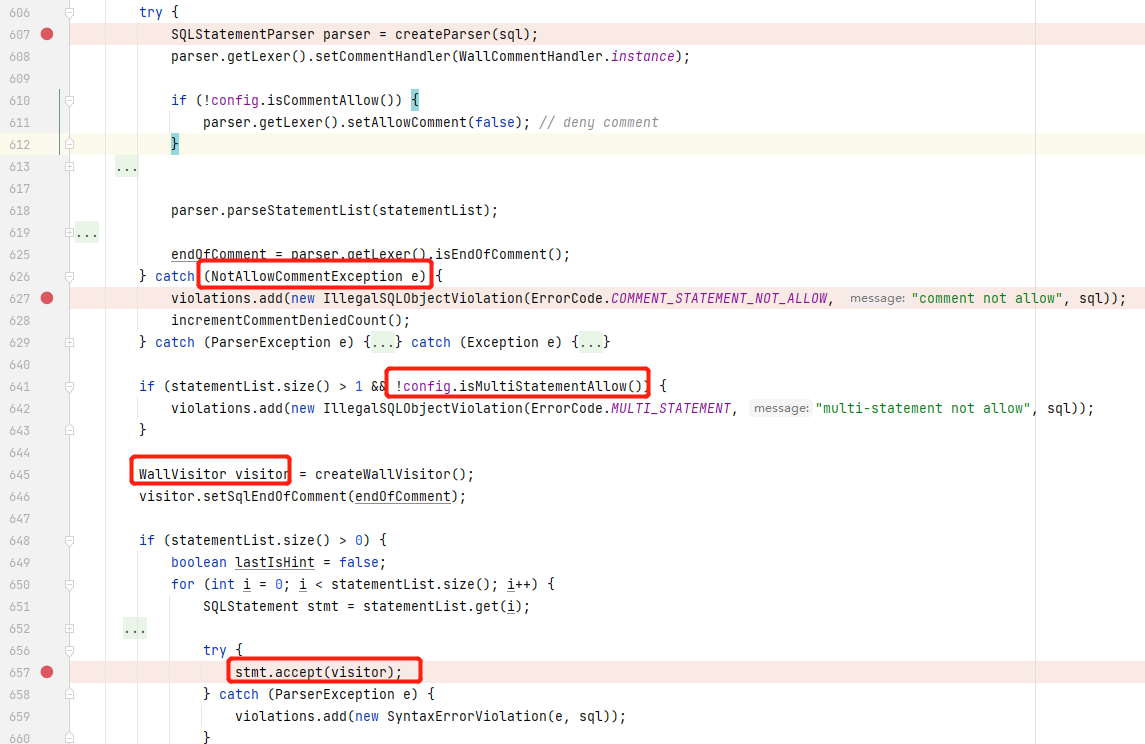 606 try {
607 SQLStatementParser parser = createParser(sql);
608 parser.getLexer().setCommentHandler(WallCommentHandler.instance);
609
610 if (!config.isCommentAllow()) {
611 parser.getLexer().setAllowComment(false); // deny comment
612 }
613 ...
617
618 parser.parseStatementList(statementList);
619 ...
625 endOfComment = parser.getLexer().isEndOfComment();
626 } catch (NotAllowCommentException e) {
627 violations.add(new IllegalSQLObjectViolation(ErrorCode.COMMENT_STATEMENT_NOT_ALLOW, message: "comment not allow", sql));
628 incrementCommentDeniedCount();
629 } catch (ParserException e) {...} catch (Exception e) {...}
640
641 if (statementList.size() > 1 && !config.isMultiStatementAllow()) {
642 violations.add(new IllegalSQLObjectViolation(ErrorCode.MULTI_STATEMENT, message: "multi-statement not allow", sql));
643 }
644
645 WallVisitor visitor = createWallVisitor();
646 visitor.setSqlEndOfComment(endOfComment);
647
648 if (statementList.size() > 0) {
649 boolean lastIsHint = false;
650 for (int i = 0; i < statementList.size(); i++) {
651 SQLStatement stmt = statementList.get(i);
652 ...
656 try {
657 stmt.accept(visitor);
658 } catch (ParserException e) {
659 violations.add(new SyntaxErrorViolation(e, sql));
660 }